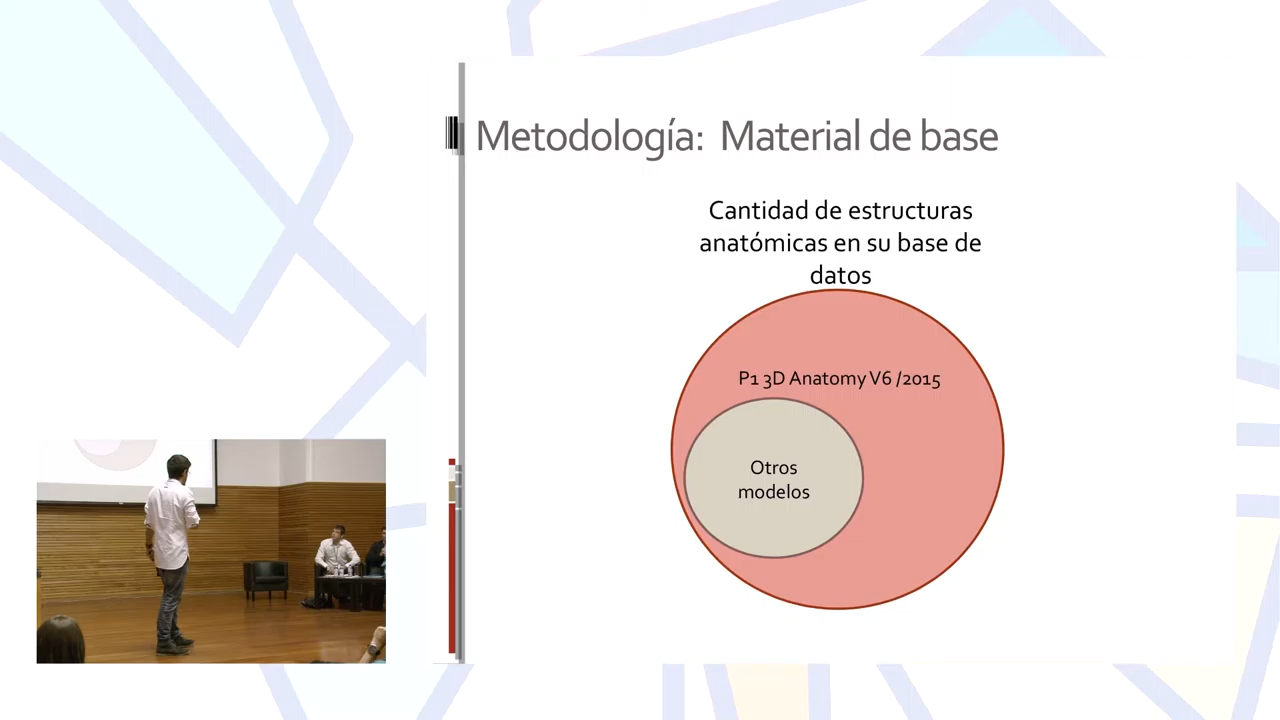 Metodología: Material de base
Cantidad de estructuras
anatómicas en su base de
datos
P1 3D Anatomy V6 /2015
Otros
modelos